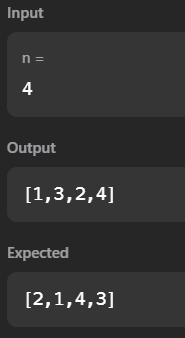 Input
n =
4
Output
[1,3,2,4]
Expected
[2,1,4,3]